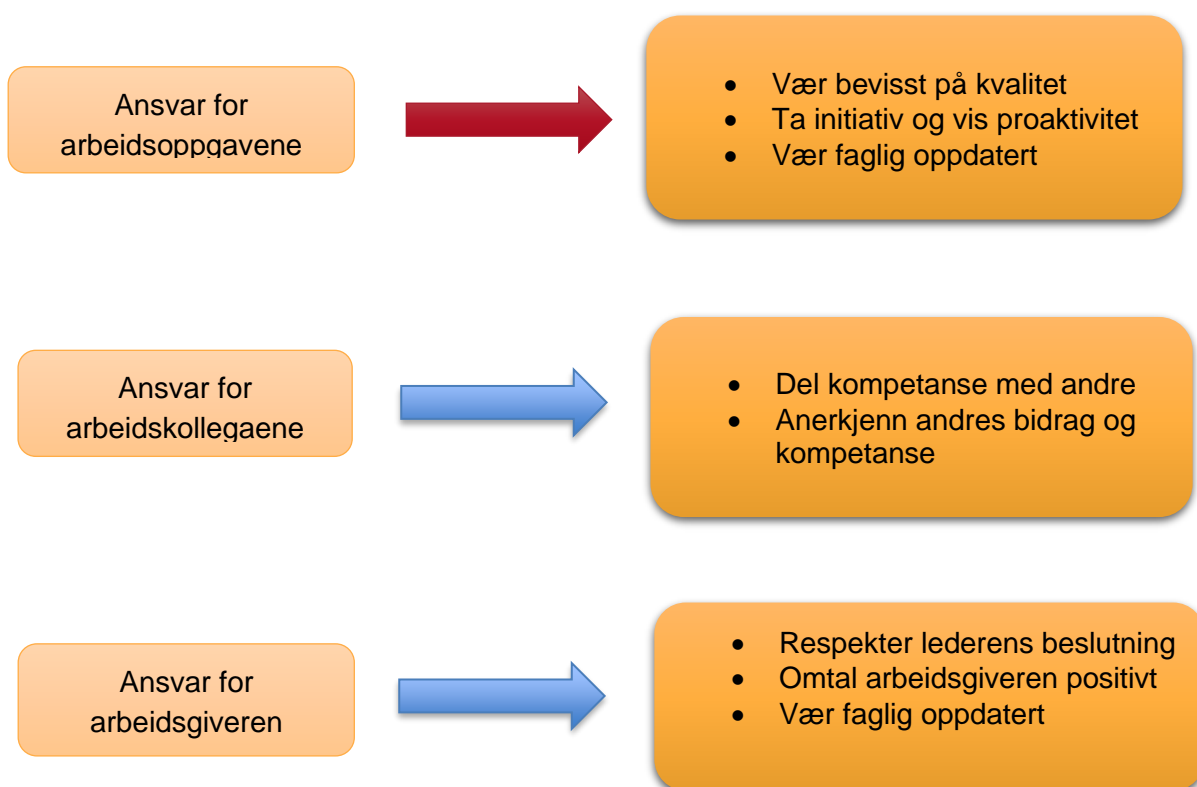 Ansvar for
arbeidsoppgavene
• Vær bevisst på kvalitet
• Ta initiativ og vis proaktivitet
• Vær faglig oppdatert
Ansvar for
arbeidskollegaene
• Del kompetanse med andre
• Anerkjenn andres bidrag og
kompetanse
Ansvar for
arbeidsgiveren
• Respekter lederens beslutning
• Omtal arbeidsgiveren positivt
• Vær faglig oppdatert